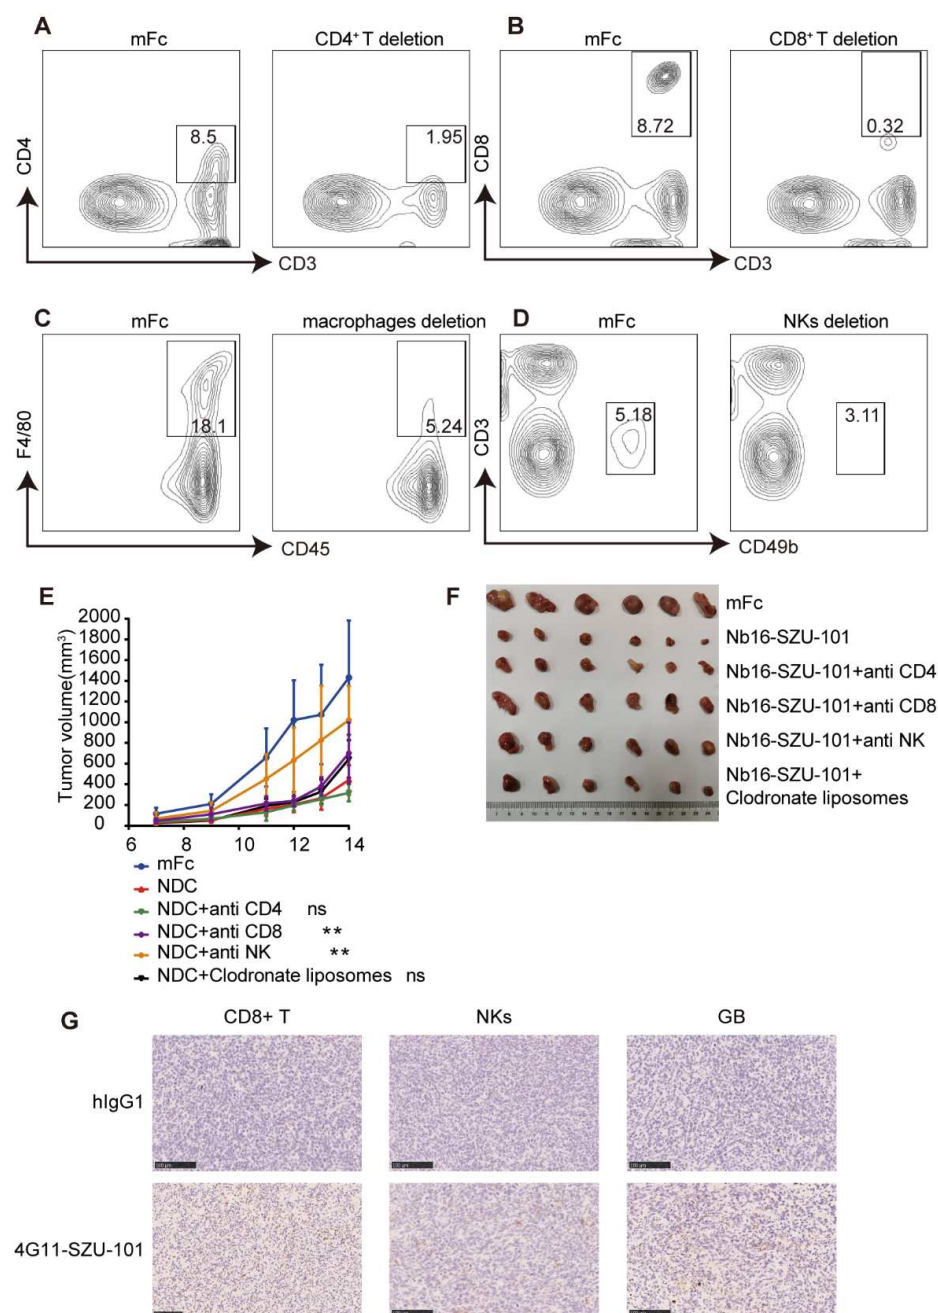 A
B
mFc
CD4⁺ T deletion
mFc
CD8⁺ T deletion
8.5
1.95
8.72
0.32
CD4
CD8
CD3
CD3
C
D
mFc
macrophages deletion
mFc
NKs deletion
18.1
5.24
5.18
3.11
F4/80
CD3
CD45
CD49b
E
Tumor volume(mm³)
2000
1800
1600
1400
1200
1000
800
600
400
200
0
6 8 10 12 14
mFc
NDC
NDC+anti CD4 ns
NDC+anti CD8 **
NDC+anti NK **
NDC+Clodronate liposomes ns
F
mFc
Nb16-SZU-101
Nb16-SZU-101+anti CD4
Nb16-SZU-101+anti CD8
Nb16-SZU-101+anti NK
Nb16-SZU-101+
Clodronate liposomes
G
CD8+ T
NKs
GB
hIgG1
4G11-SZU-101